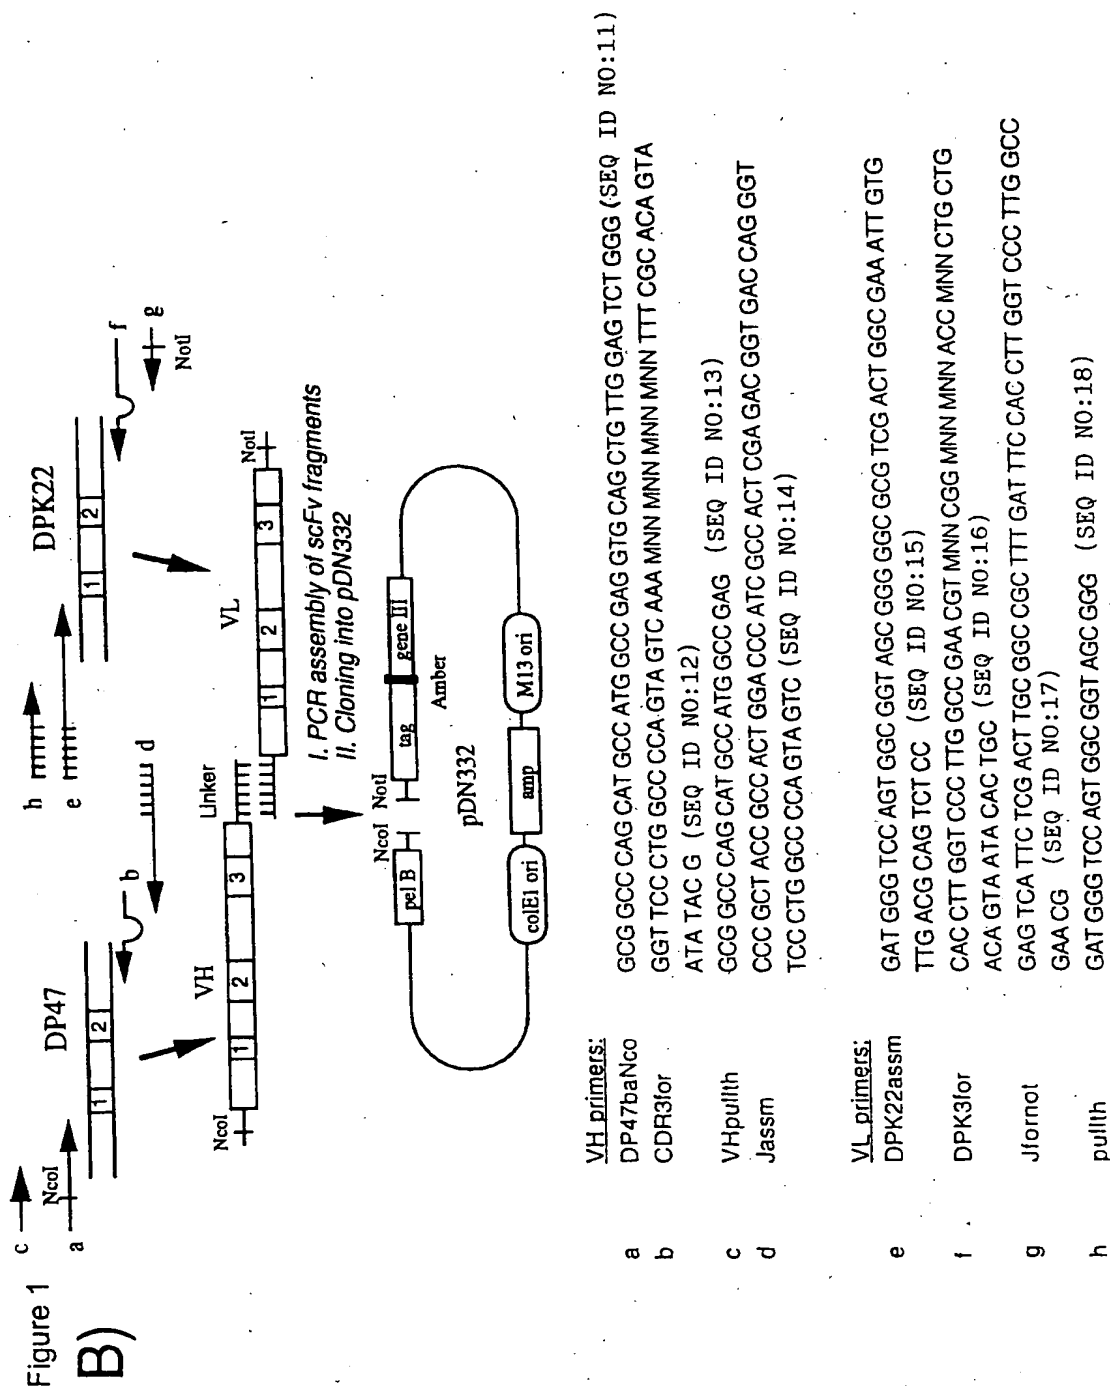 Figure 1
B)
c
NcoI
a
DP47
1
2
b
d
h
e
DPK22
1
2
f
g
NotI
VH
NcoI
1
2
3
Linker
VL
1
2
3
NotI
I. PCR assembly of scFv fragments
II. Cloning into pDN332
NcoI NotI
pel B
tag
gene III
Amber
pDN332
colE1 ori
amp
M13 ori
VH primers:
a DP47baNco GCG GCC CAG CAT GCC ATG GCC GAG GTG CAG CTG TTG GAG TCT GGG (SEQ ID NO:11)
b CDR3for GGT TCC CTG GCC CCA GTA GTC AAA MNN MNN MNN MNN TTT CGC ACA GTA
ATA TAC G (SEQ ID NO:12)
c VHpullth GCG GCC CAG CAT GCC ATG GCC GAG (SEQ ID NO:13)
d Jassm CCC GCT ACC GCC ACT GGA CCC ATC GCC ACT CGA GAC GGT GAC CAG GGT
TCC CTG GCC CCA GTA GTC (SEQ ID NO:14)
VL primers:
e DPK22assm GAT GGG TCC AGT GGC GGT AGC GGG GGC GCG TCG ACT GGC GAA ATT GTG
TTG ACG CAG TCT CC (SEQ ID NO:15)
f DPK3for CAC CTT GGT CCC TTG GCC GAA CGT MNN CGG MNN MNN ACC MNN CTG CTG
ACA GTA ATA CAC TGC (SEQ ID NO:16)
g Jfornot GAG TCA TTC TCG ACT TGC GGC CGC TTT GAT TTC CAC CTT GGT CCC TTG GCC
GAA CG (SEQ ID NO:17)
h pullth GAT GGG TCC AGT GGC GGT AGC GGG (SEQ ID NO:18)